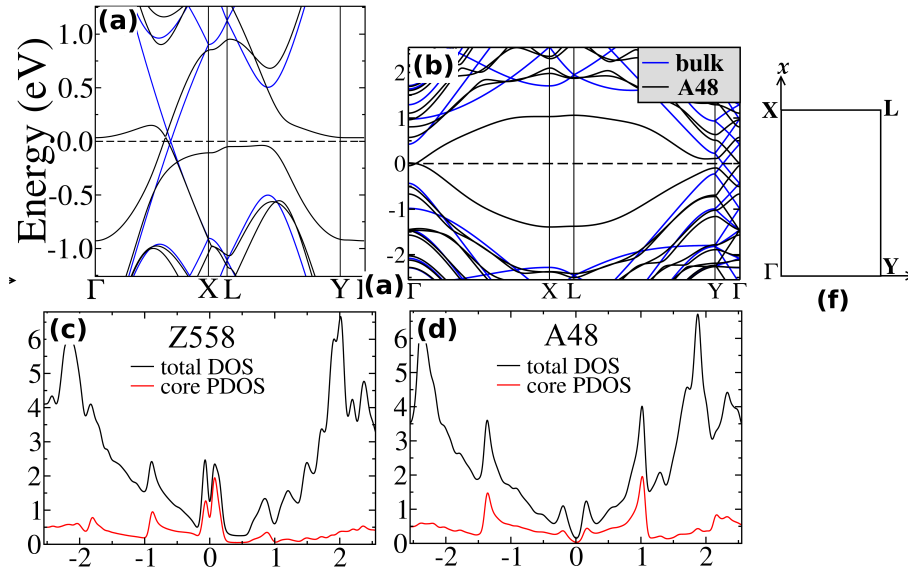 (a)
Energy (eV)
1.0
0.5
0.0
-0.5
-1.0
Γ X L Y Γ
(b)
bulk
A48
2
1
0
-1
-2
(a)
Γ X L Y Γ
x
X L
Γ Y
(f)
(c)
Z558
total DOS
core PDOS
6
5
4
3
2
1
0
-2 -1 0 1 2
(d)
A48
total DOS
core PDOS
6
5
4
3
2
1
0
-2 -1 0 1 2